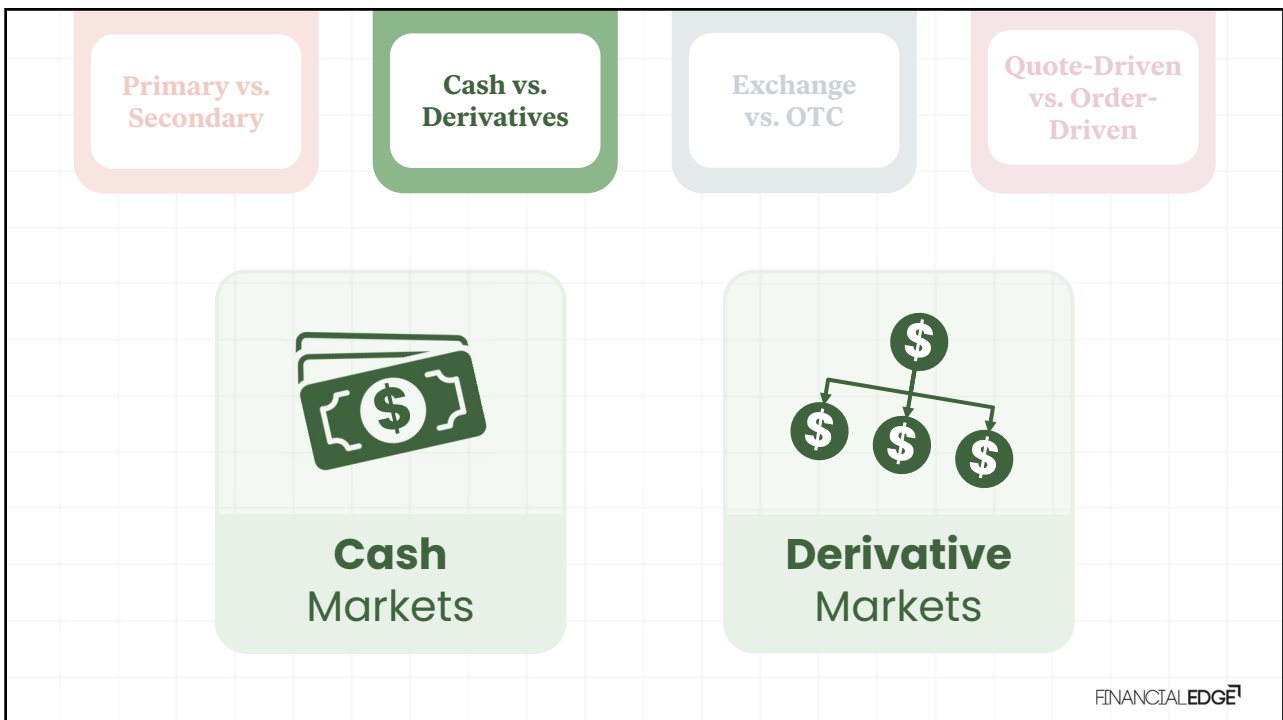 Primary vs.
Secondary
Cash vs.
Derivatives
Exchange
vs. OTC
Quote-Driven
vs. Order-
Driven
$
$
$
$
$
Cash
Markets
Derivative
Markets
FINANCIALEDGE